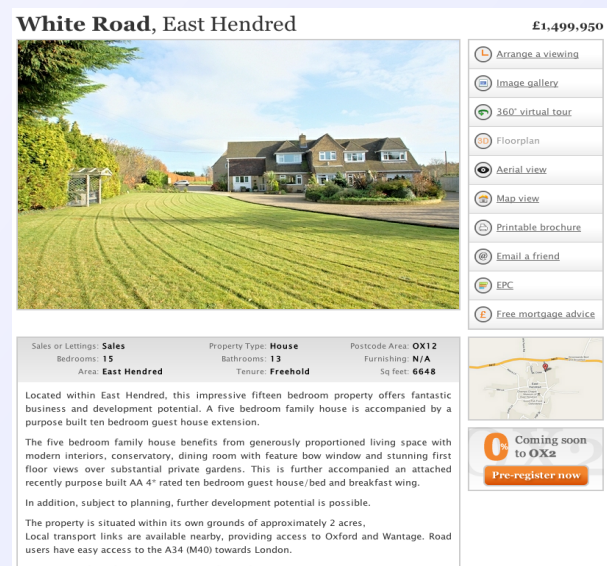 White Road, East Hendred
£1,499,950
Arrange a viewing
Image gallery
360° virtual tour
3D Floorplan
Aerial view
Map view
Printable brochure
@ Email a friend
EPC
£ Free mortgage advice
Sales or Lettings: Sales Property Type: House Postcode Area: OX12
Bedrooms: 15 Bathrooms: 13 Furnishing: N/A
Area: East Hendred Tenure: Freehold Sq feet: 6648
Located within East Hendred, this impressive fifteen bedroom property offers fantastic
business and development potential. A five bedroom family house is accompanied by a
purpose built ten bedroom guest house extension.
The five bedroom family house benefits from generously proportioned living space with
modern interiors, conservatory, dining room with feature bow window and stunning first
floor views over substantial private gardens. This is further accompanied an attached
recently purpose built AA 4* rated ten bedroom guest house/bed and breakfast wing.
In addition, subject to planning, further development potential is possible.
The property is situated within its own grounds of approximately 2 acres,
Local transport links are available nearby, providing access to Oxford and Wantage. Road
users have easy access to the A34 (M40) towards London.
0% Coming soon
to OX2
Pre-register now